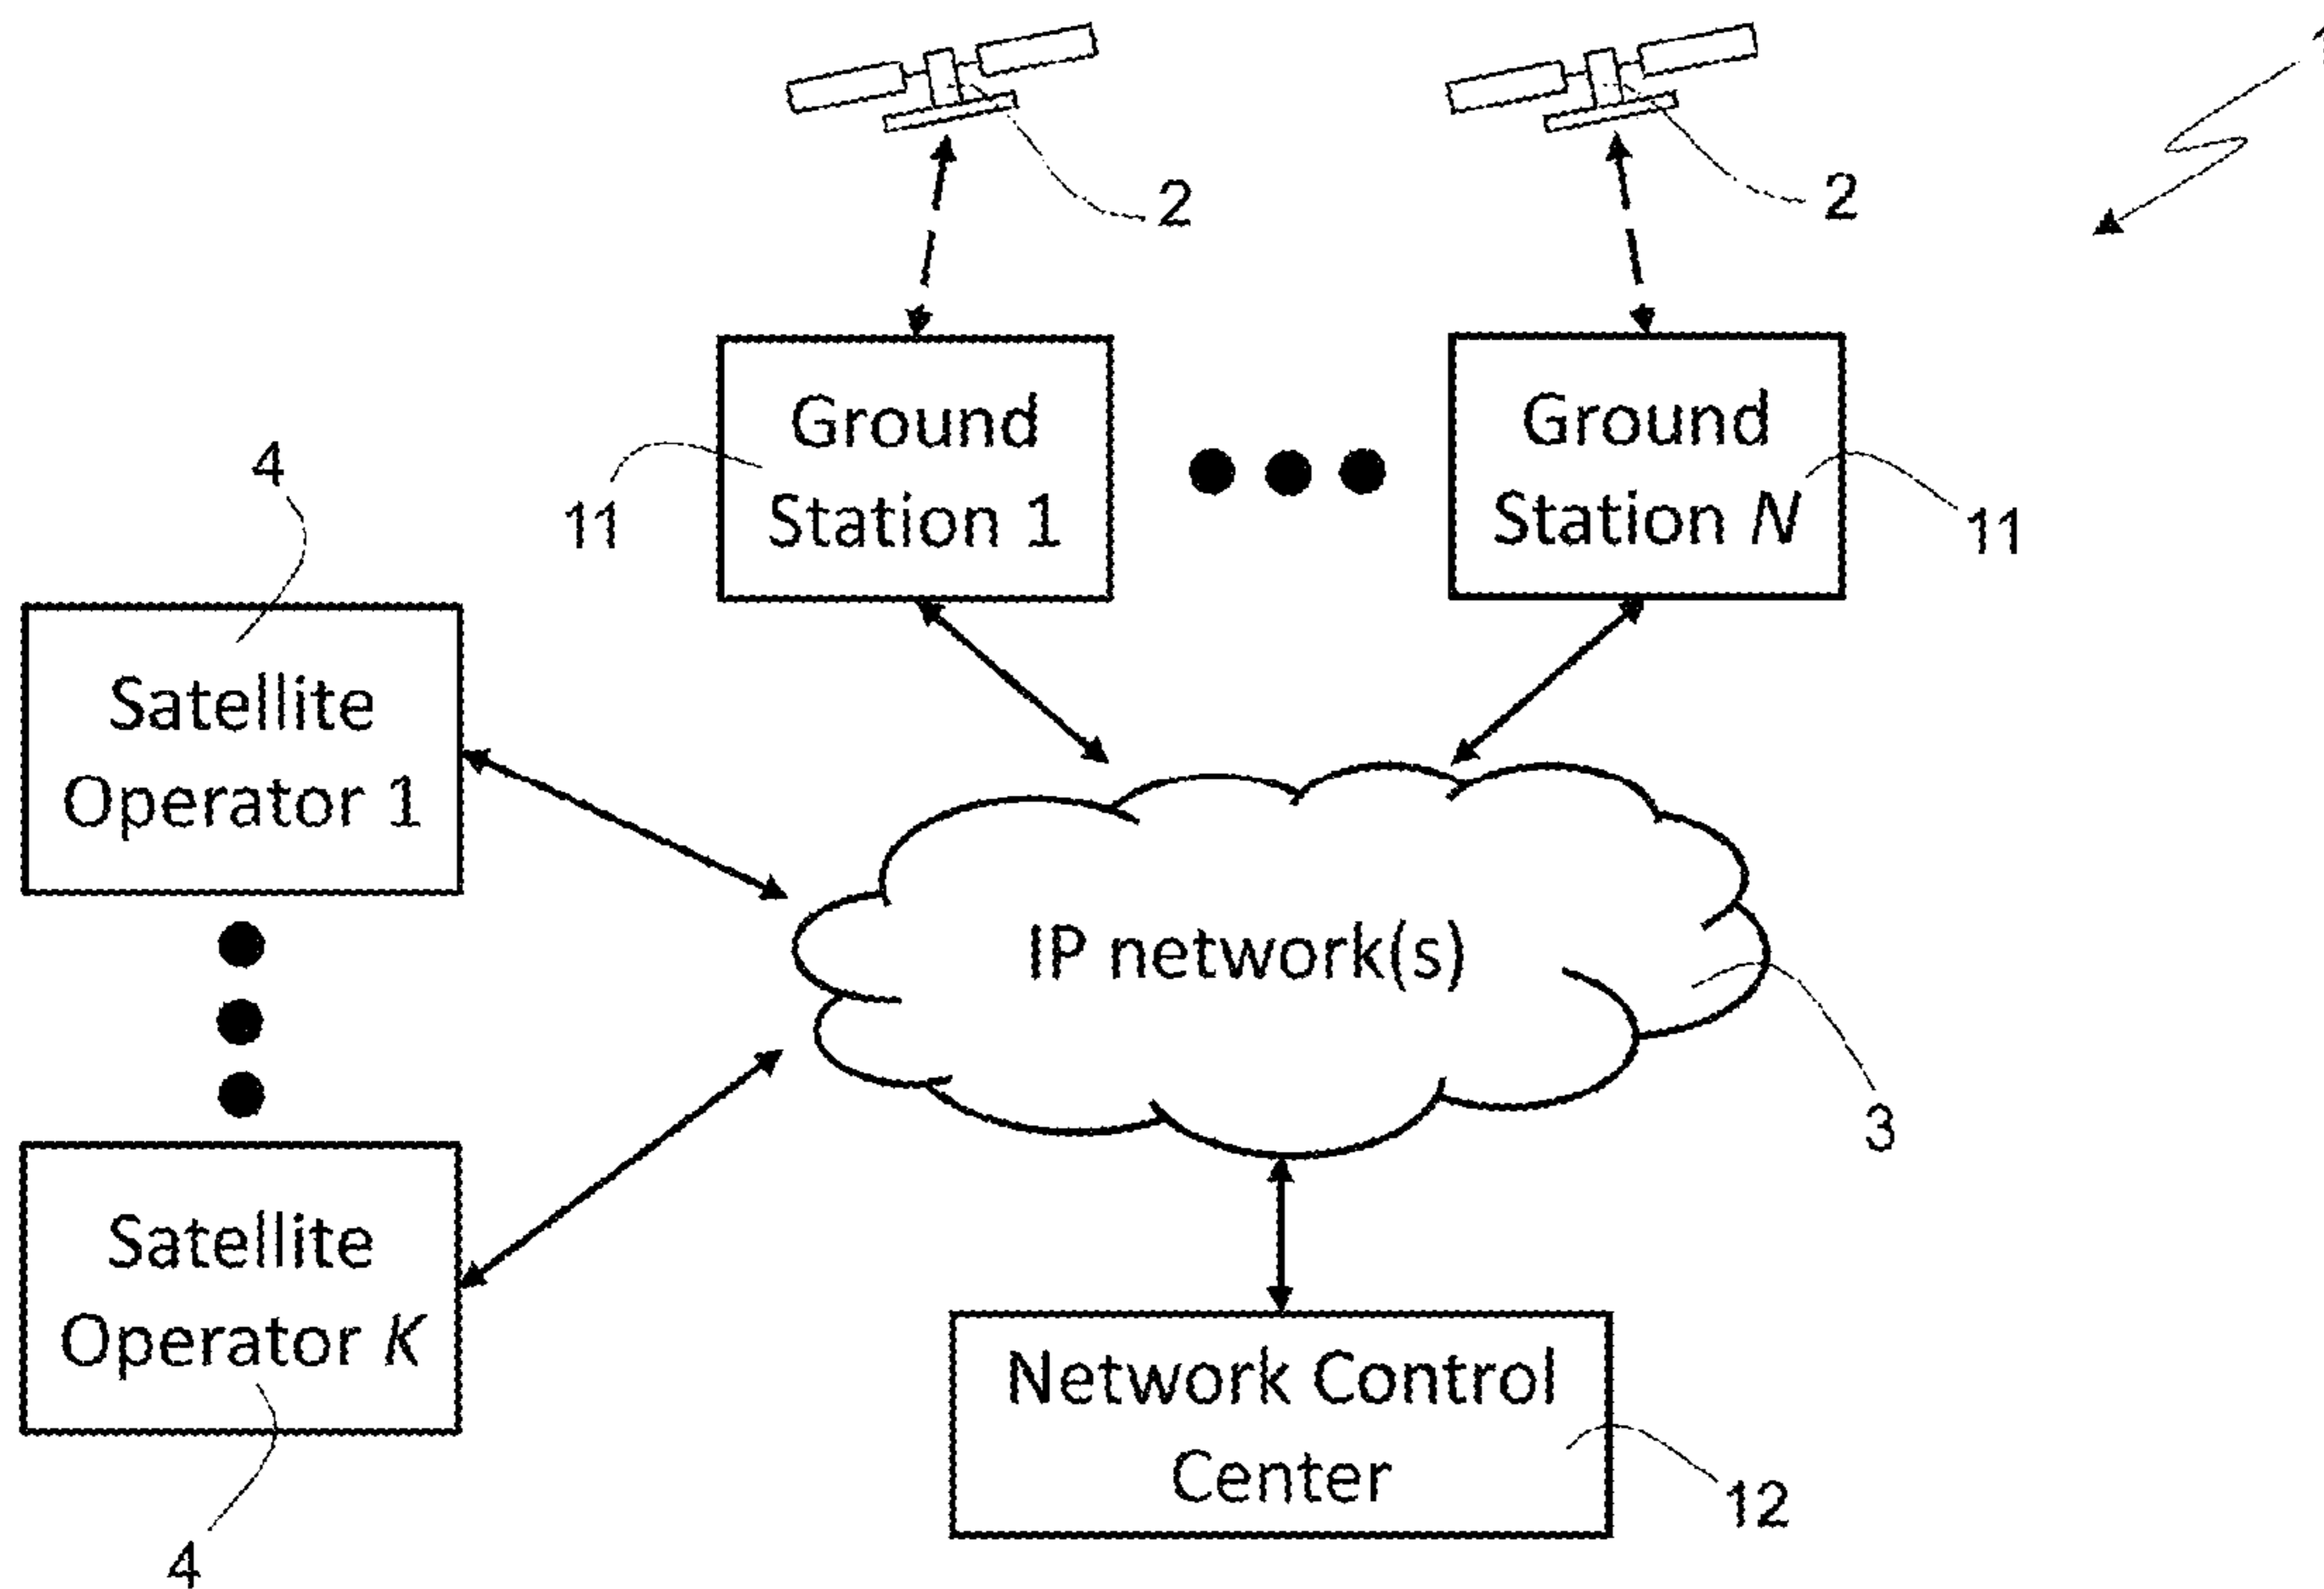 2
2
Ground
Station 1
11
Ground
Station N
11
4
Satellite
Operator 1
IP network(s)
3
Satellite
Operator K
4
Network Control
Center
12